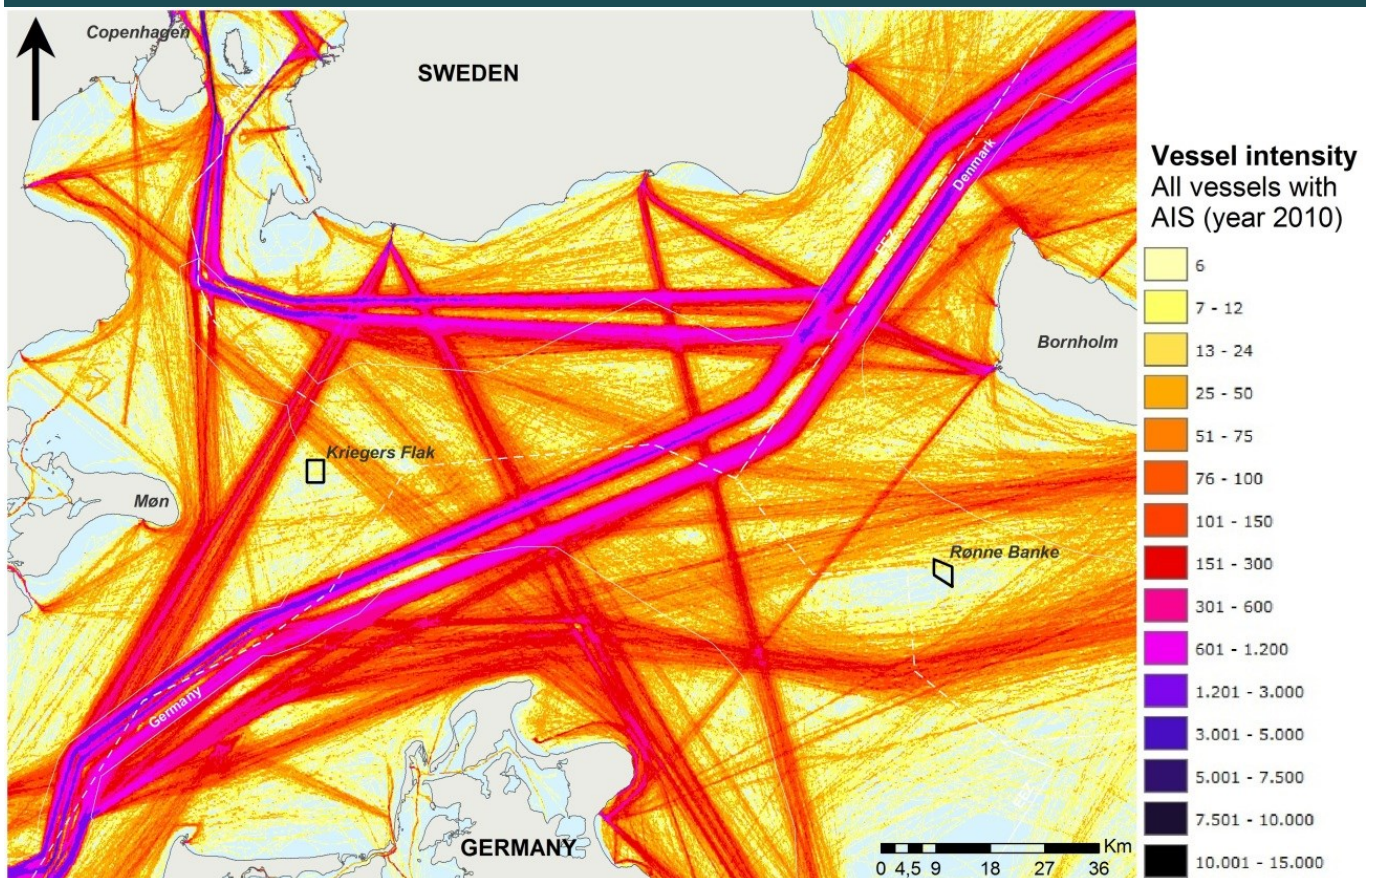 Copenhagen
SWEDEN
Denmark
EEZ
Bornholm
Kriegers Flak
Møn
Rønne Banke
Germany
EEZ
GERMANY
Km
0 4,5 9 18 27 36
Vessel intensity
All vessels with
AIS (year 2010)
6
7 - 12
13 - 24
25 - 50
51 - 75
76 - 100
101 - 150
151 - 300
301 - 600
601 - 1.200
1.201 - 3.000
3.001 - 5.000
5.001 - 7.500
7.501 - 10.000
10.001 - 15.000